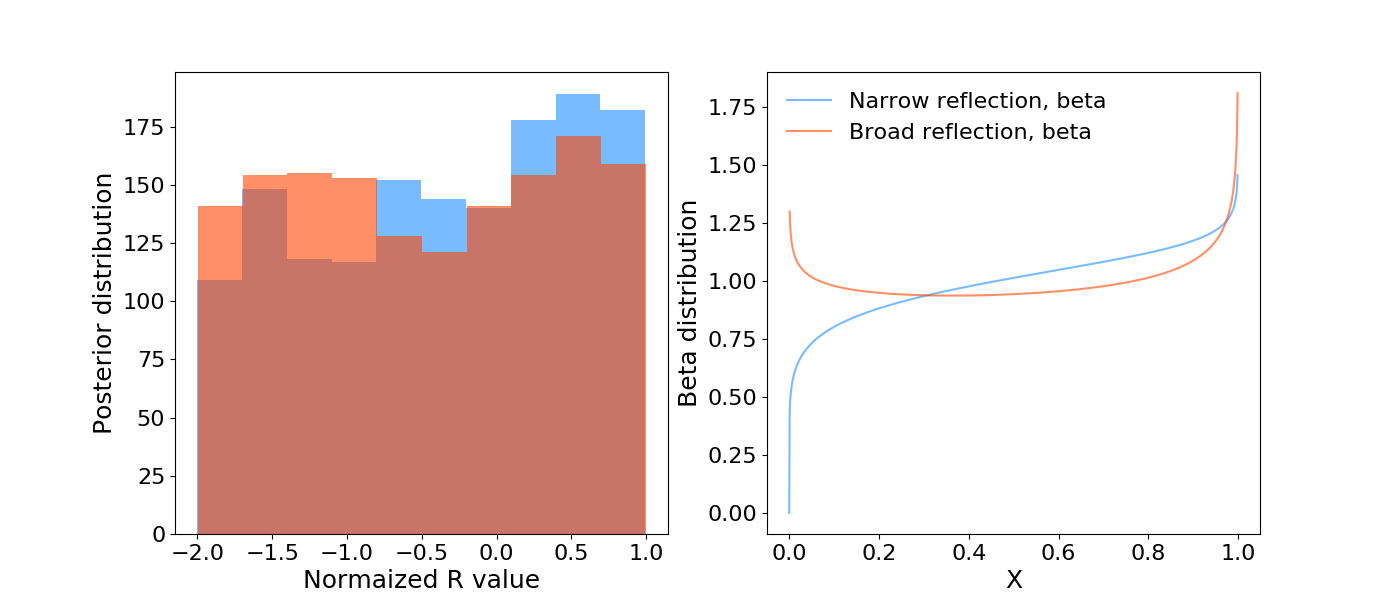 Posterior distribution
175
150
125
100
75
50
25
0
−2.0 −1.5 −1.0 −0.5 0.0 0.5 1.0
Normaized R value
Beta distribution
1.75
1.50
1.25
1.00
0.75
0.50
0.25
0.00
Narrow reflection, beta
Broad reflection, beta
0.0 0.2 0.4 0.6 0.8 1.0
X